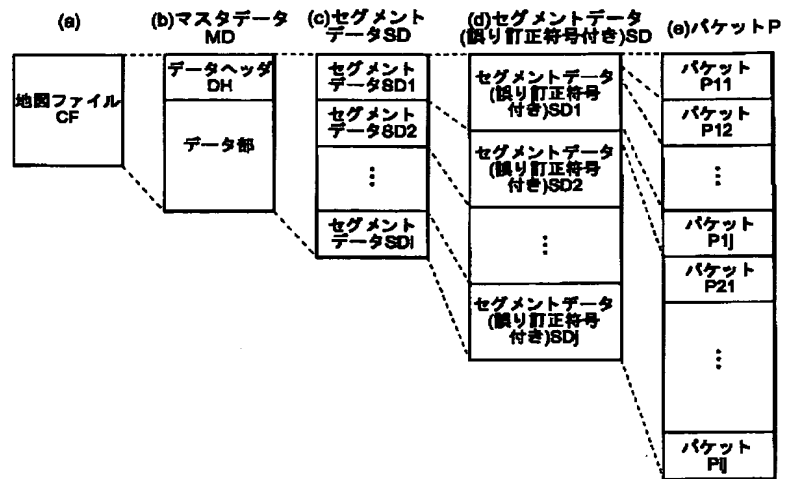 (a)
地図ファイル
CF
(b)マスタデータ
MD
データヘッダ
DH
データ部
(c)セグメント
データSD
セグメント
データSD1
セグメント
データSD2
⋮
セグメント
データSDi
(d)セグメントデータ
(誤り訂正符号付き)SD
セグメントデータ
(誤り訂正符号
付き)SD1
セグメントデータ
(誤り訂正符号
付き)SD2
⋮
セグメントデータ
(誤り訂正符号
付き)SDj
(e)パケットP
パケット
P11
パケット
P12
⋮
パケット
P1j
パケット
P21
⋮
パケット
Pij